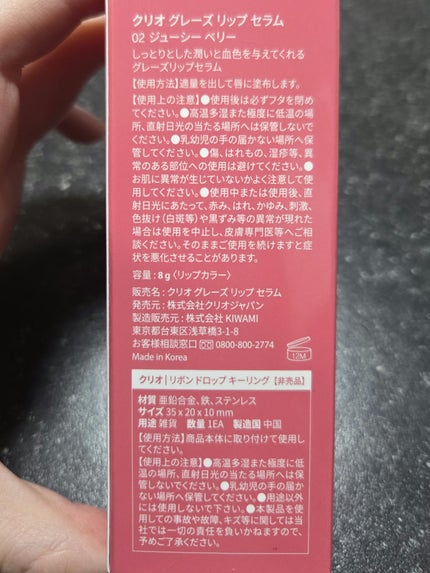 クリオ グレーズ リップ セラム
02 ジューシー ベリー
しっとりとした潤いと血色を与えてくれる
グレーズリップセラム
【使用方法】適量を出して唇に塗布します。
【使用上の注意】●使用後は必ずフタを閉め
てください。●高温多湿また極度に低温の場
所、直射日光の当たる場所へは保管しないで
ください。●乳幼児の手の届かない場所へ保
管してください。●傷、はれもの、湿疹等、異
常のある部位への使用は避けてください。●
お肌に異常が生じていないかよく注意して使
用してください。●使用中または使用後、直
射日光にあたって、赤み、はれ、かゆみ、刺激、
色抜け(白斑等)や黒ずみ等の異常が現れた
場合は使用を中止し、皮膚専門医等へご相
談ください。そのままご使用を続けますと症
状を悪化させることがあります。
容量：8g〈リップカラー〉
販売名：クリオ グレーズ リップ セラム
発売元：株式会社クリオジャパン
製造販売元：株式会社 KIWAMI
東京都台東区浅草橋3-1-8
お客様相談窓口 0800-800-2774
Made in Korea
12M
クリオ | リボンドロップ キーリング【非売品】
材質 亜鉛合金、鉄、ステンレス
サイズ 35 x 20 x 10 mm
用途 雑貨 数量 1EA 製造国 中国
【使用方法】商品本体に取り付けて使用し
てください。
【使用上の注意】●高温多湿また極度に低
温の場所、直射日光の当たる場所へは保
管しないでください。●乳幼児の手の届か
ない場所へ保管してください。●用途以外
には使用しないで下さい。●本製品を使
用しての事故や故障、キズ等に関しては当
社では一切の責任を負いかねますので、
予めご了承ください。